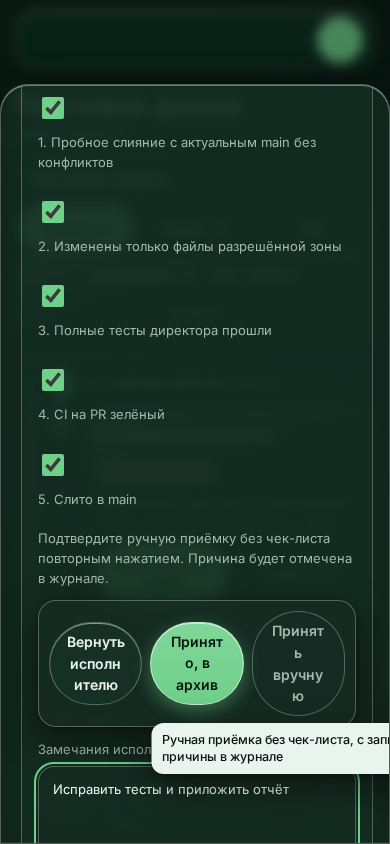 1. Пробное слияние с актуальным main без
конфликтов
2. Изменены только файлы разрешённой зоны
3. Полные тесты директора прошли
4. CI на PR зелёный
5. Слито в main
Подтвердите ручную приёмку без чек-листа
повторным нажатием. Причина будет отмечена
в журнале.
Вернуть
исполн
ителю
Принят
о, в
архив
Принят
ь
вручну
ю
Замечания испол
Ручная приёмка без чек-листа, с зап
причины в журнале
Исправить тесты и приложить отчёт